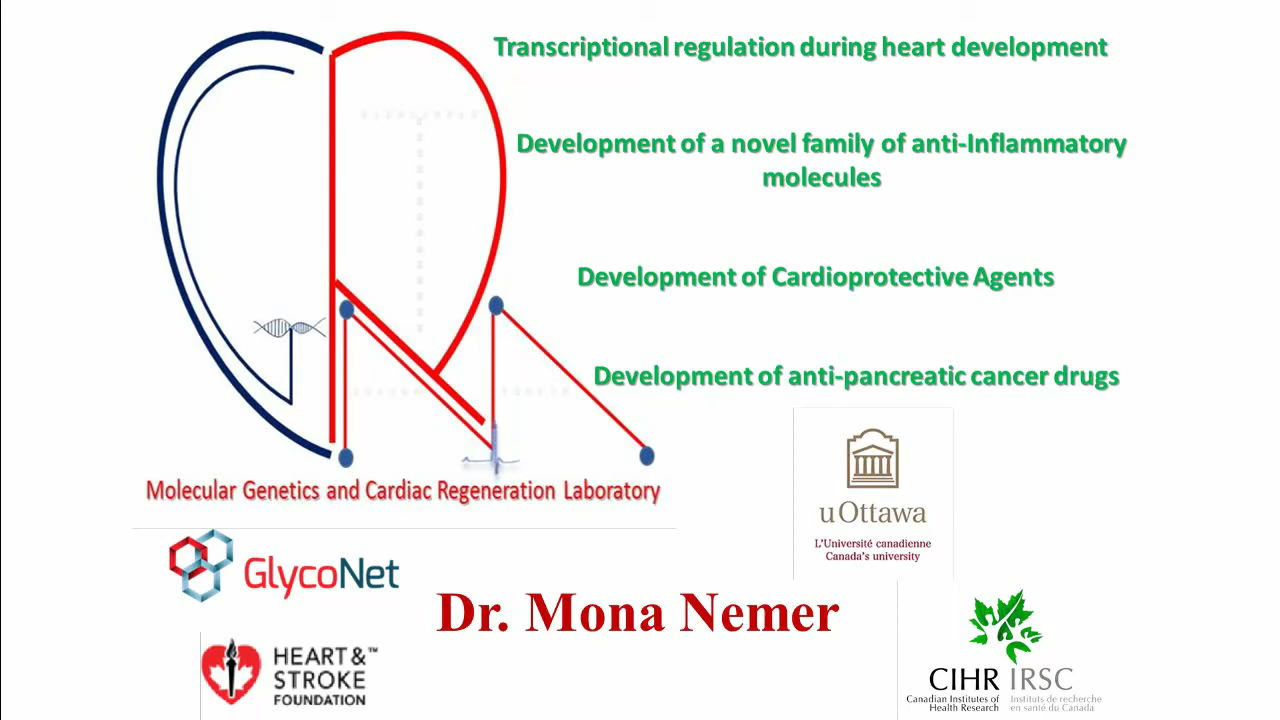 Transcriptional regulation during heart development
Development of a novel family of anti-Inflammatory
molecules
Development of Cardioprotective Agents
Development of anti-pancreatic cancer drugs
Molecular Genetics and Cardiac Regeneration Laboratory
uOttawa
L'Université canadienne
Canada's university
GlycoNet
Dr. Mona Nemer
HEART &™
STROKE
FOUNDATION
CIHR IRSC
Canadian Institutes of Instituts de recherche
Health Research en santé du Canada